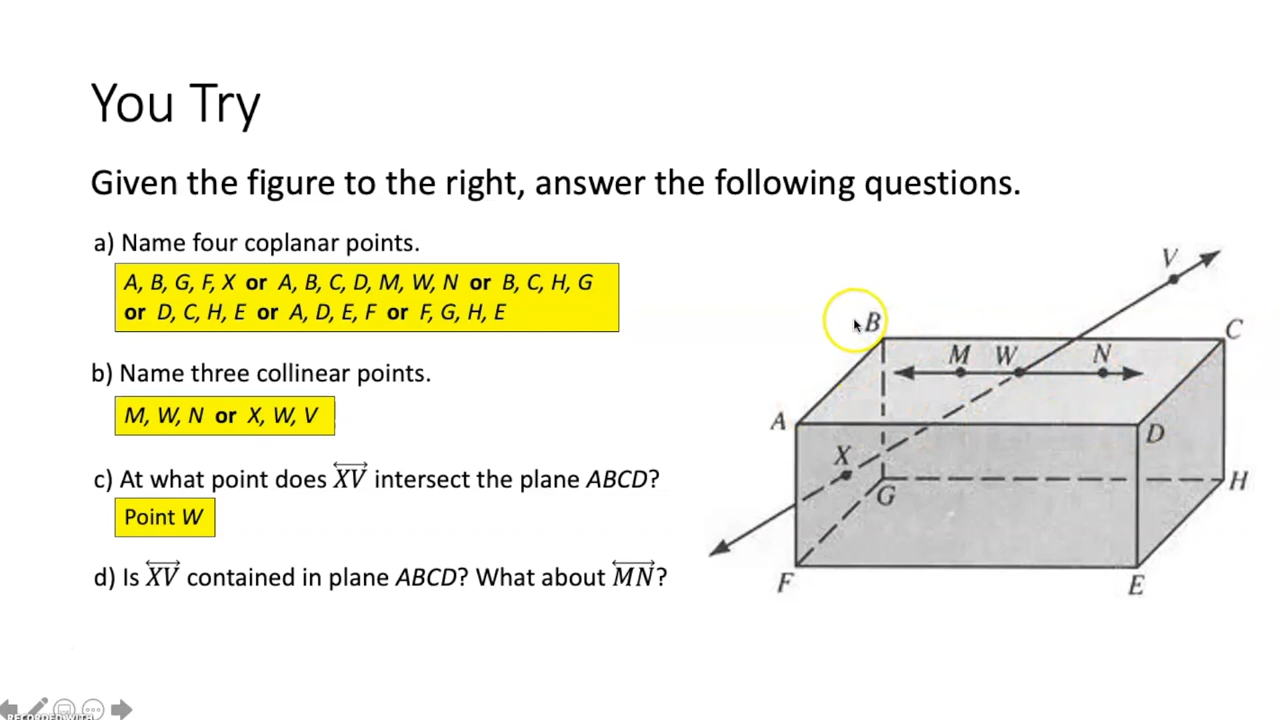 You Try
Given the figure to the right, answer the following questions.
a) Name four coplanar points.
A, B, G, F, X or A, B, C, D, M, W, N or B, C, H, G
or D, C, H, E or A, D, E, F or F, G, H, E
b) Name three collinear points.
M, W, N or X, W, V
c) At what point does XV intersect the plane ABCD?
Point W
d) Is XV contained in plane ABCD? What about MN?
V
B
C
M W N
A
D
X
G
H
F
E
RECORDED WITH